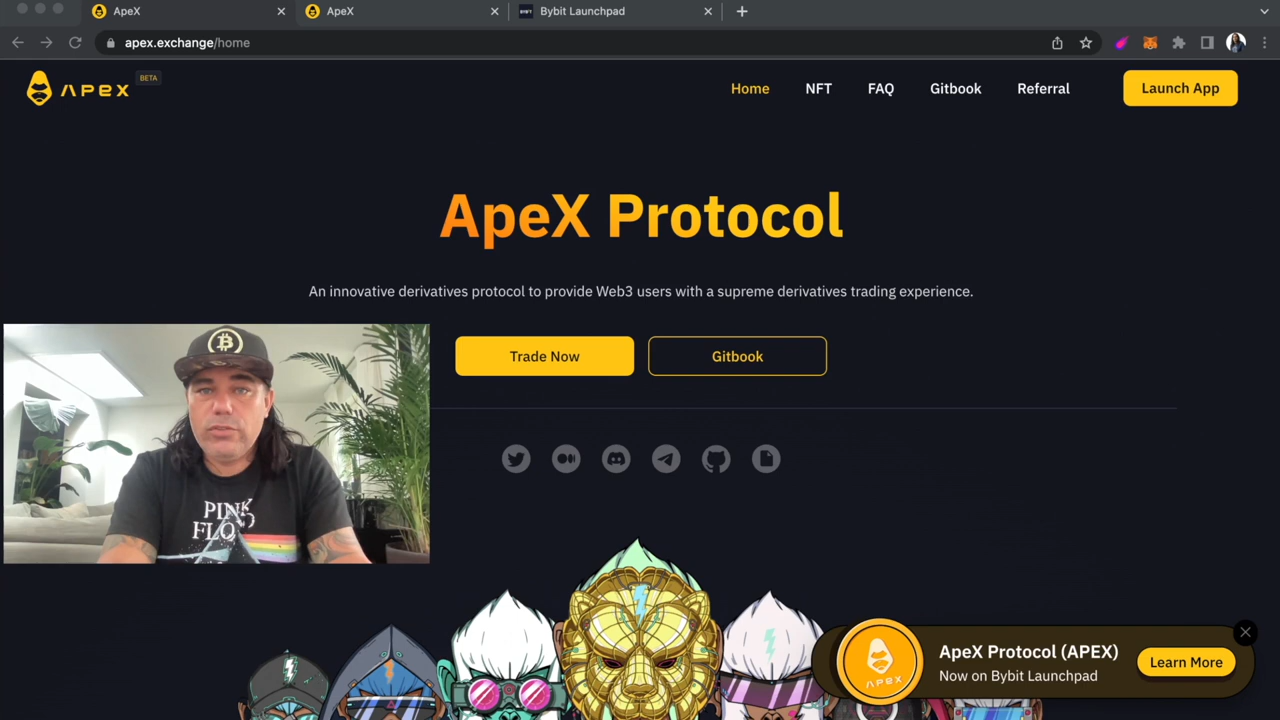 ApeX
ApeX
BYBIT
Bybit Launchpad
apex.exchange/home
APEX
BETA
Home
NFT
FAQ
Gitbook
Referral
Launch App
ApeX Protocol
An innovative derivatives protocol to provide Web3 users with a supreme derivatives trading experience.
Trade Now
Gitbook
PINK
FLO
APEX
ApeX Protocol (APEX)
Now on Bybit Launchpad
Learn More